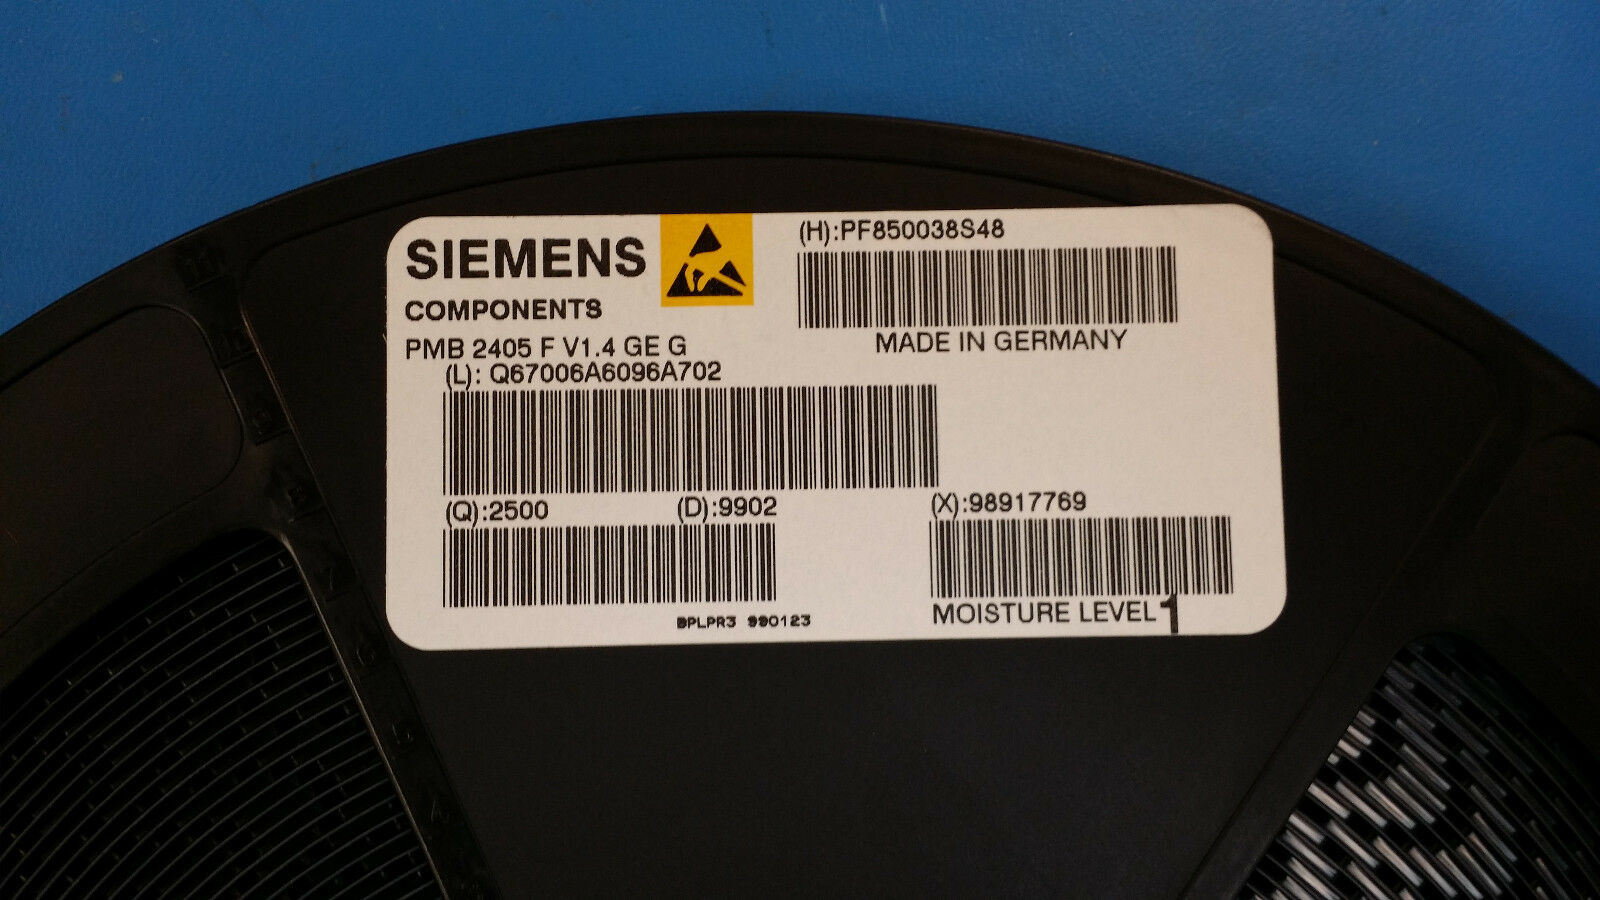 SIEMENS
COMPONENTS
PMB 2405 F V1.4 GE G
(H):PF850038S48
MADE IN GERMANY
(L): Q67006A6096A702
(Q):2500 (D):9902
(X):98917769
BPLPR3 990123
MOISTURE LEVEL 1